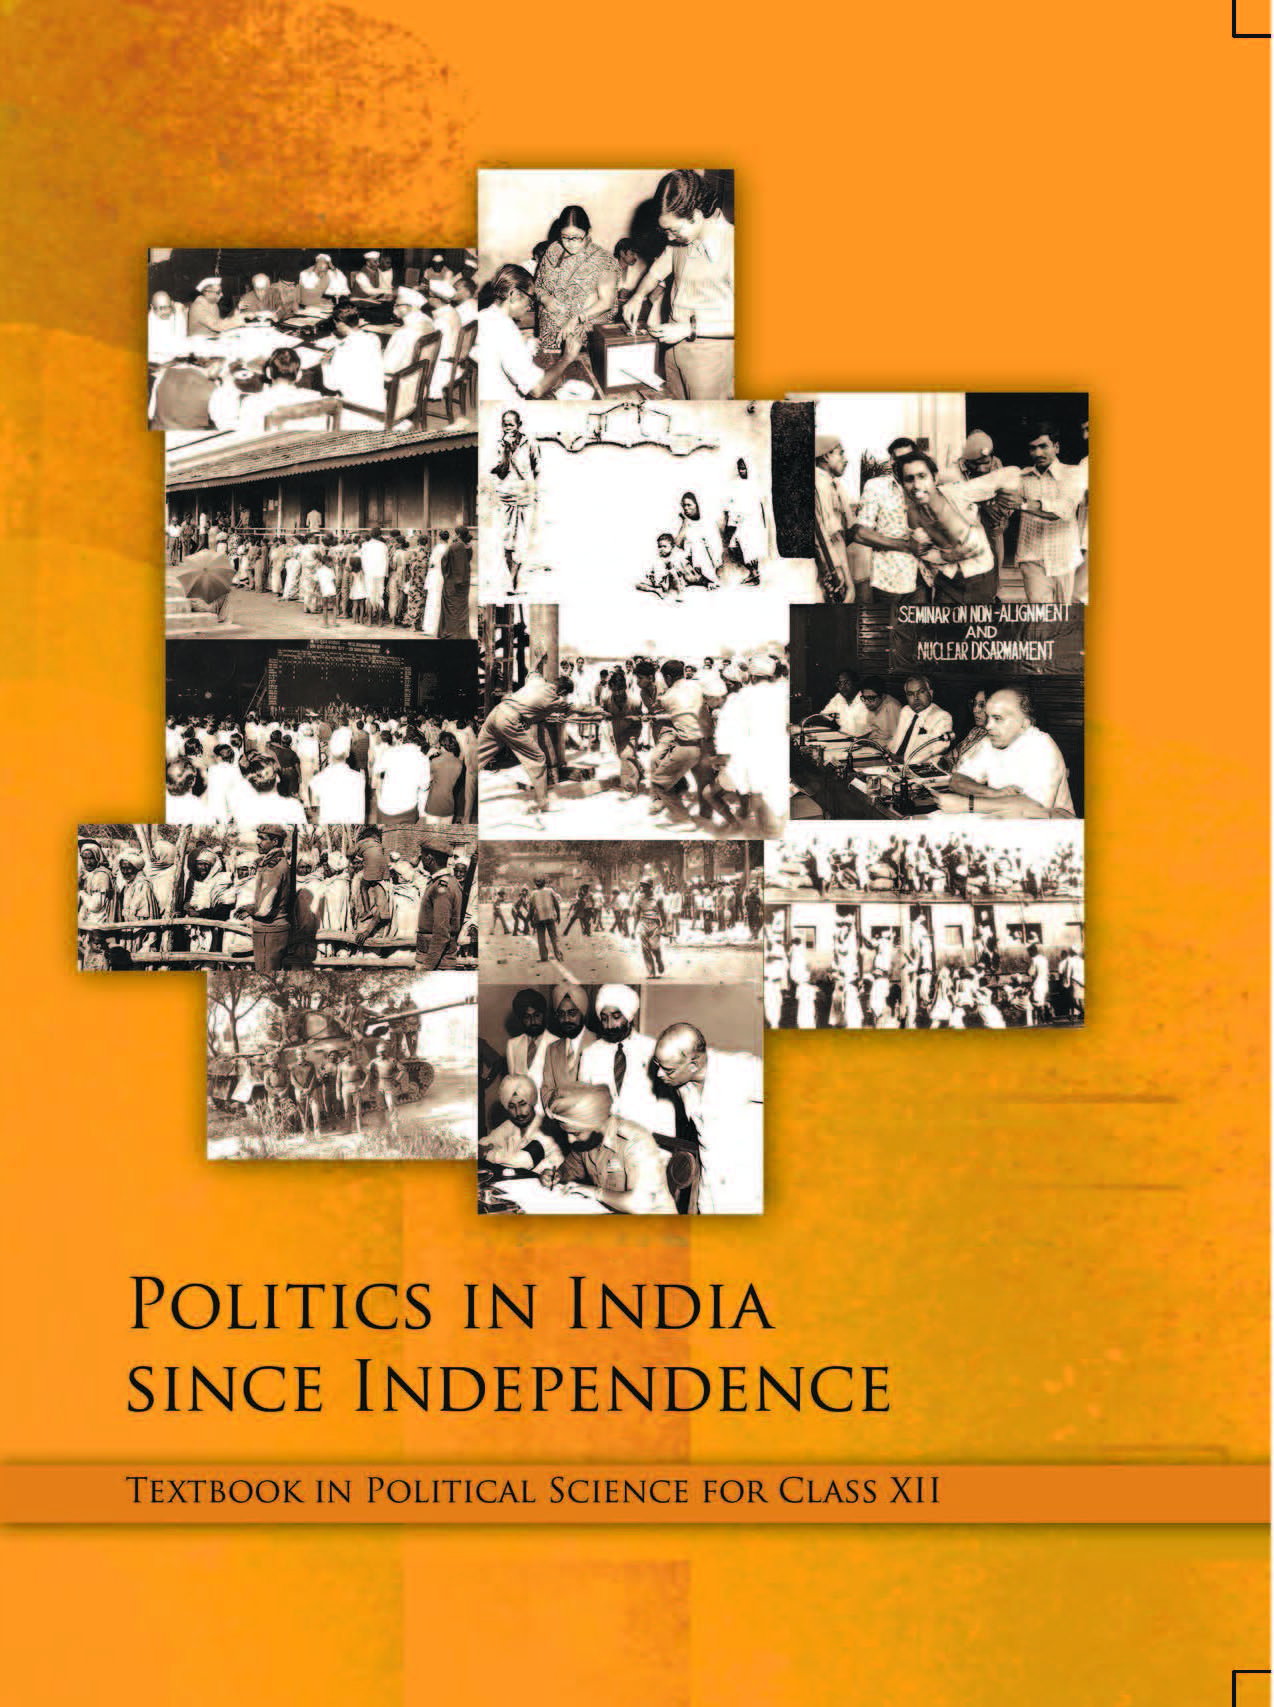 SEMINAR ON NON-ALIGNMENT
AND
NUCLEAR DISARMAMENT
POLITICS IN INDIA
SINCE INDEPENDENCE
TEXTBOOK IN POLITICAL SCIENCE FOR CLASS XII